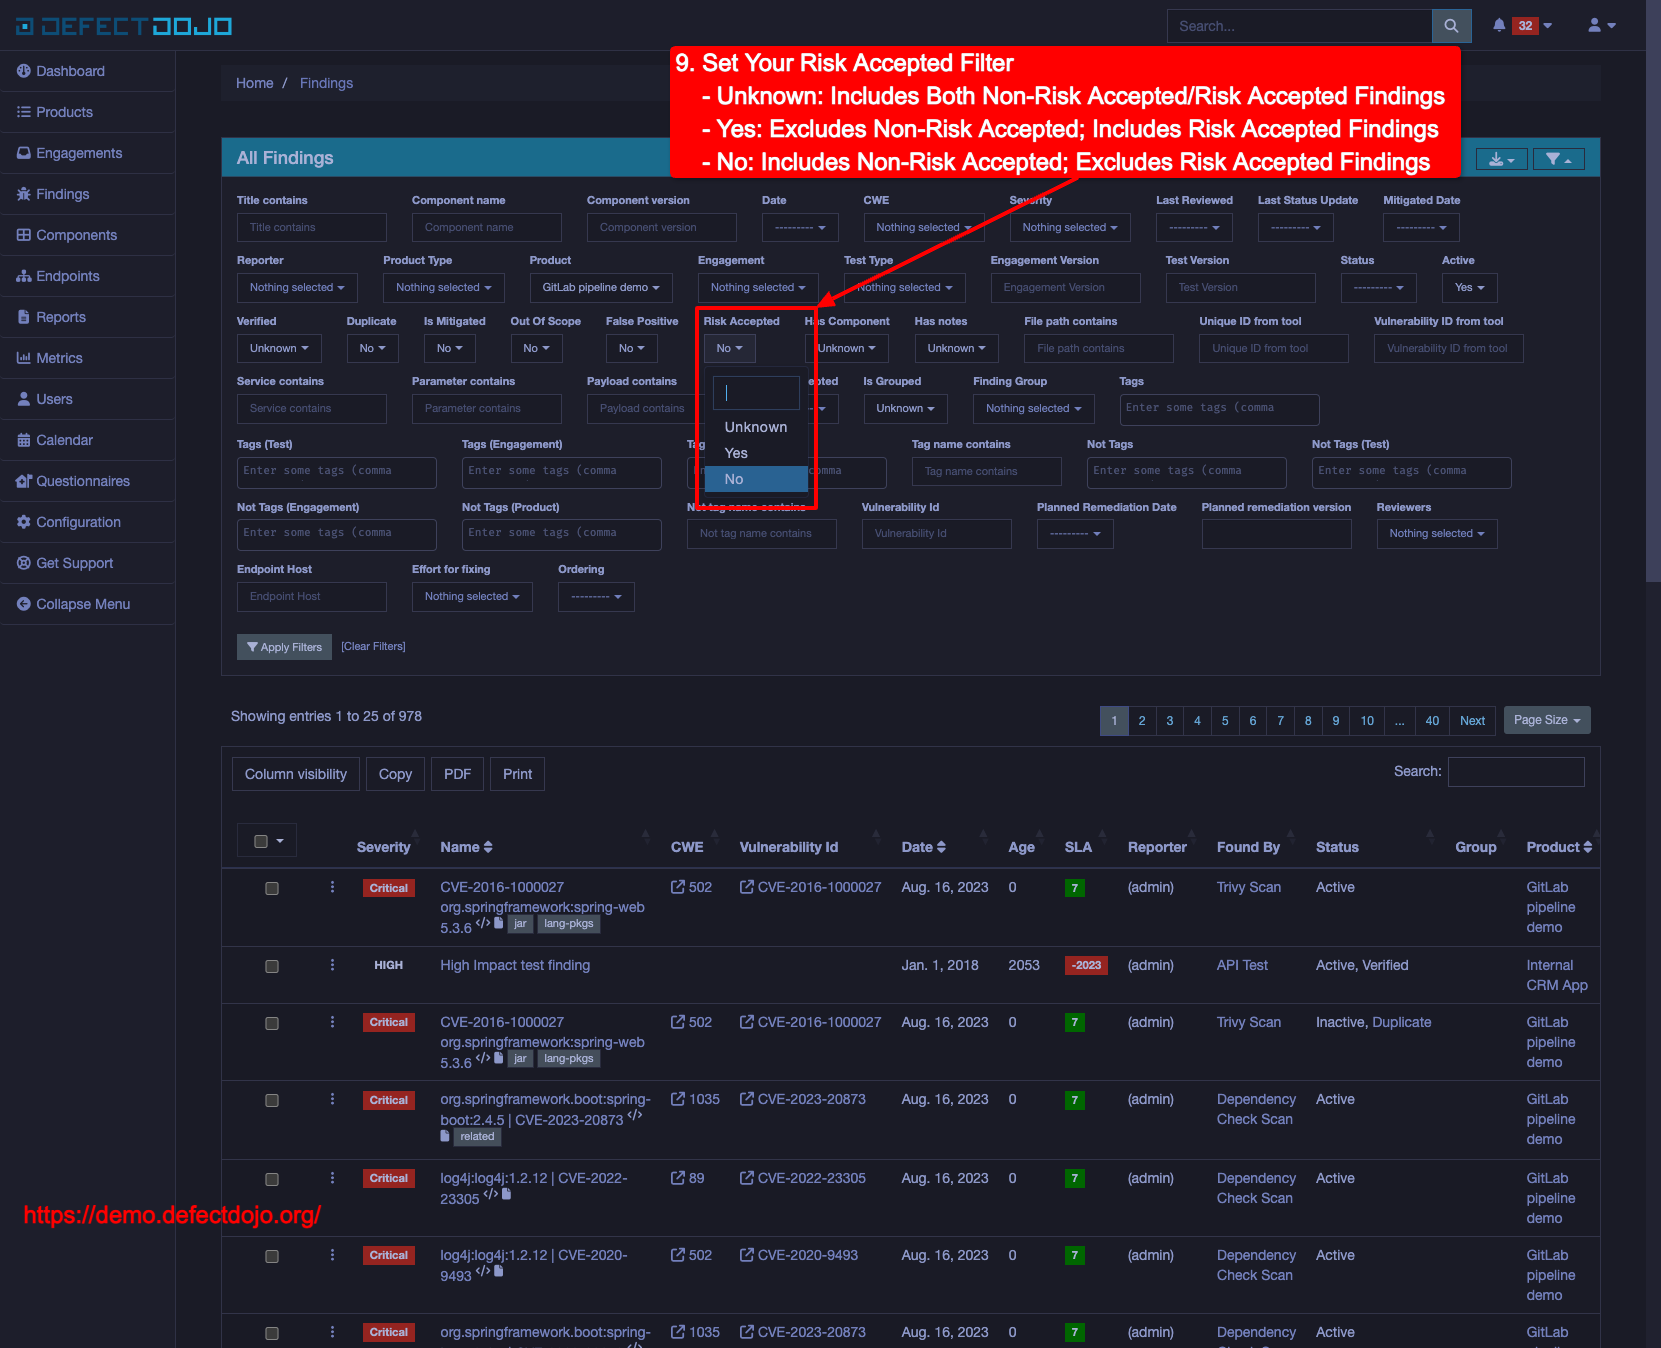 DEFECTDOJO
Search...
32
9. Set Your Risk Accepted Filter
- Unknown: Includes Both Non-Risk Accepted/Risk Accepted Findings
- Yes: Excludes Non-Risk Accepted; Includes Risk Accepted Findings
- No: Includes Non-Risk Accepted; Excludes Risk Accepted Findings
Dashboard
Products
Engagements
Findings
Components
Endpoints
Reports
Metrics
Users
Calendar
Questionnaires
Configuration
Get Support
Collapse Menu
Home / Findings
All Findings
Title contains Component name Component version Date CWE Severity Last Reviewed Last Status Update Mitigated Date
Title contains Component name Component version --------- Nothing selected Nothing selected --------- --------- ---------
Reporter Product Type Product Engagement Test Type Engagement Version Test Version Status Active
Nothing selected Nothing selected GitLab pipeline demo Nothing selected Nothing selected Engagement Version Test Version --------- Yes
Verified Duplicate Is Mitigated Out Of Scope False Positive Risk Accepted Has Component Has notes File path contains Unique ID from tool Vulnerability ID from tool
Unknown No No No No No Unknown Unknown File path contains Unique ID from tool Vulnerability ID from tool
Service contains Parameter contains Payload contains epted Is Grouped Finding Group Tags
Service contains Parameter contains Payload contains Unknown Nothing selected Enter some tags (comma
Unknown
Yes
No
Tags (Test) Tags (Engagement) Tag name contains Not Tags Not Tags (Test)
Enter some tags (comma Enter some tags (comma omma Tag name contains Enter some tags (comma Enter some tags (comma
Not Tags (Engagement) Not Tags (Product) Not tag name contains Vulnerability Id Planned Remediation Date Planned remediation version Reviewers
Enter some tags (comma Enter some tags (comma Not tag name contains Vulnerability Id --------- Nothing selected
Endpoint Host Effort for fixing Ordering
Endpoint Host Nothing selected ---------
Apply Filters [Clear Filters]
Showing entries 1 to 25 of 978
1 2 3 4 5 6 7 8 9 10 ... 40 Next Page Size
Column visibility Copy PDF Print Search:
Severity Name CWE Vulnerability Id Date Age SLA Reporter Found By Status Group Product
Critical CVE-2016-1000027 502 CVE-2016-1000027 Aug. 16, 2023 0 7 (admin) Trivy Scan Active GitLab
org.springframework:spring-web pipeline
5.3.6 </> jar lang-pkgs demo
HIGH High Impact test finding Jan. 1, 2018 2053 -2023 (admin) API Test Active, Verified Internal
CRM App
Critical CVE-2016-1000027 502 CVE-2016-1000027 Aug. 16, 2023 0 7 (admin) Trivy Scan Inactive, Duplicate GitLab
org.springframework:spring-web pipeline
5.3.6 </> jar lang-pkgs demo
Critical org.springframework.boot:spring- 1035 CVE-2023-20873 Aug. 16, 2023 0 7 (admin) Dependency Active GitLab
boot:2.4.5 | CVE-2023-20873 </> Check Scan pipeline
related demo
Critical log4j:log4j:1.2.12 | CVE-2022- 89 CVE-2022-23305 Aug. 16, 2023 0 7 (admin) Dependency Active GitLab
23305 </> Check Scan pipeline
demo
https://demo.defectdojo.org/
Critical log4j:log4j:1.2.12 | CVE-2020- 502 CVE-2020-9493 Aug. 16, 2023 0 7 (admin) Dependency Active GitLab
9493 </> Check Scan pipeline
demo
Critical org.springframework.boot:spring- 1035 CVE-2023-20873 Aug. 16, 2023 0 7 (admin) Dependency Active GitLab
</>